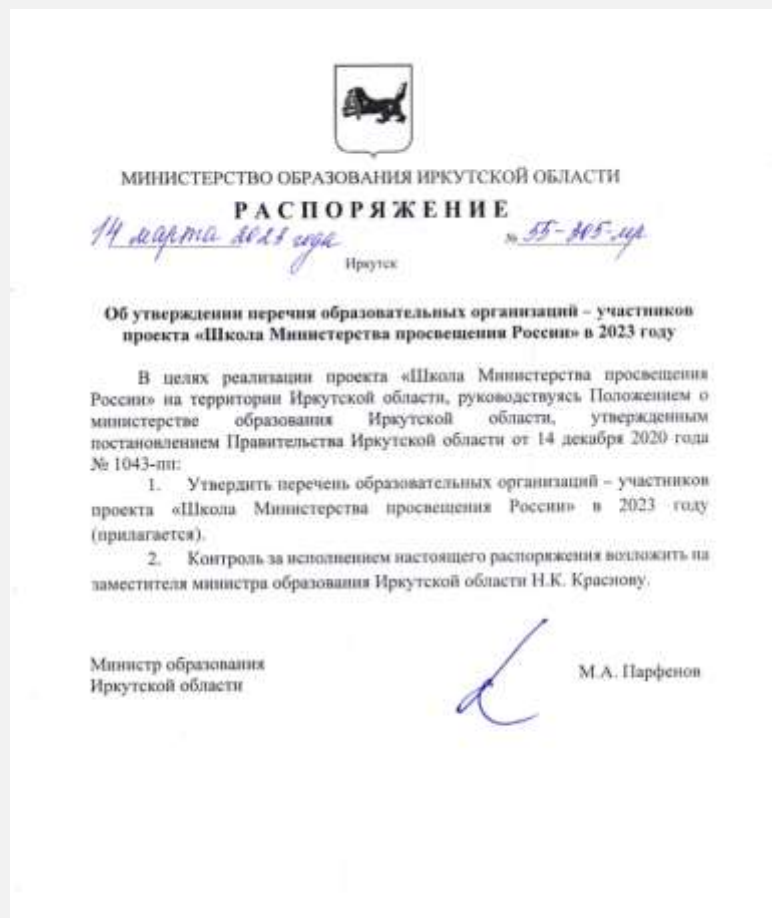 МИНИСТЕРСТВО ОБРАЗОВАНИЯ ИРКУТСКОЙ ОБЛАСТИ
РАСПОРЯЖЕНИЕ
14 марта 2023 года № 55-305-мр
Иркутск
Об утверждении перечня образовательных организаций – участников
проекта «Школа Министерства просвещения России» в 2023 году
В целях реализации проекта «Школа Министерства просвещения
России» на территории Иркутской области, руководствуясь Положением о
министерстве образования Иркутской области, утвержденным
постановлением Правительства Иркутской области от 14 декабря 2020 года
№ 1043-пп:
1. Утвердить перечень образовательных организаций – участников
проекта «Школа Министерства просвещения России» в 2023 году
(прилагается).
2. Контроль за исполнением настоящего распоряжения возложить на
заместителя министра образования Иркутской области Н.К. Краснову.
Министр образования
Иркутской области
М.А. Парфенов